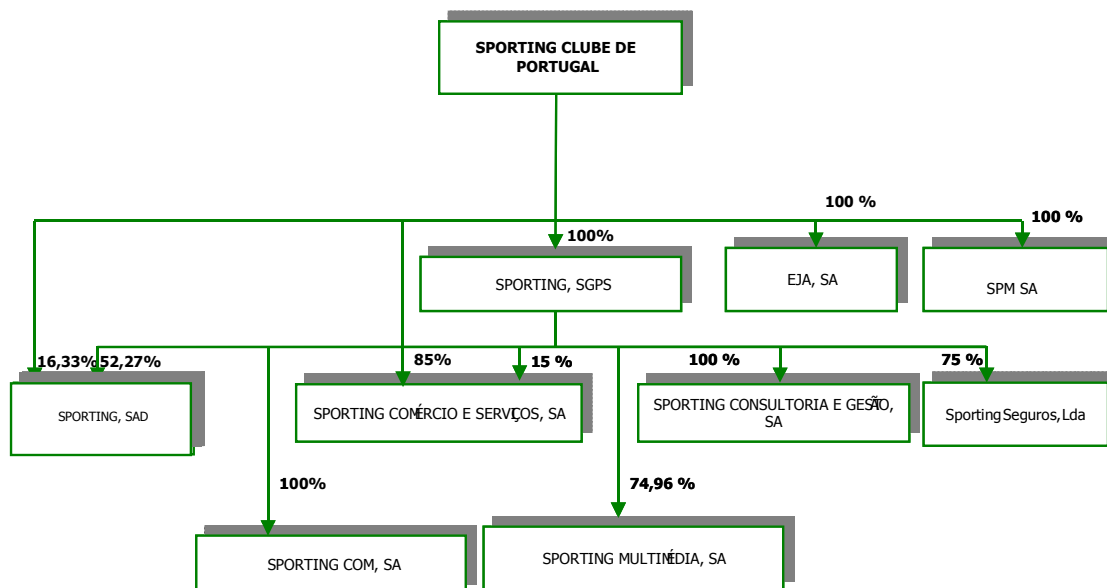 SPORTING CLUBE DE
PORTUGAL
100 %
100 %
100%
SPORTING, SGPS
EJA, SA
SPM SA
16,33%
52,27%
85%
15 %
100 %
75 %
SPORTING, SAD
SPORTING COMÉRCIO E SERVIÇOS, SA
SPORTING CONSULTORIA E GESTÃO,
SA
Sporting Seguros, Lda
100%
74,96 %
SPORTING COM, SA
SPORTING MULTIMÉDIA, SA